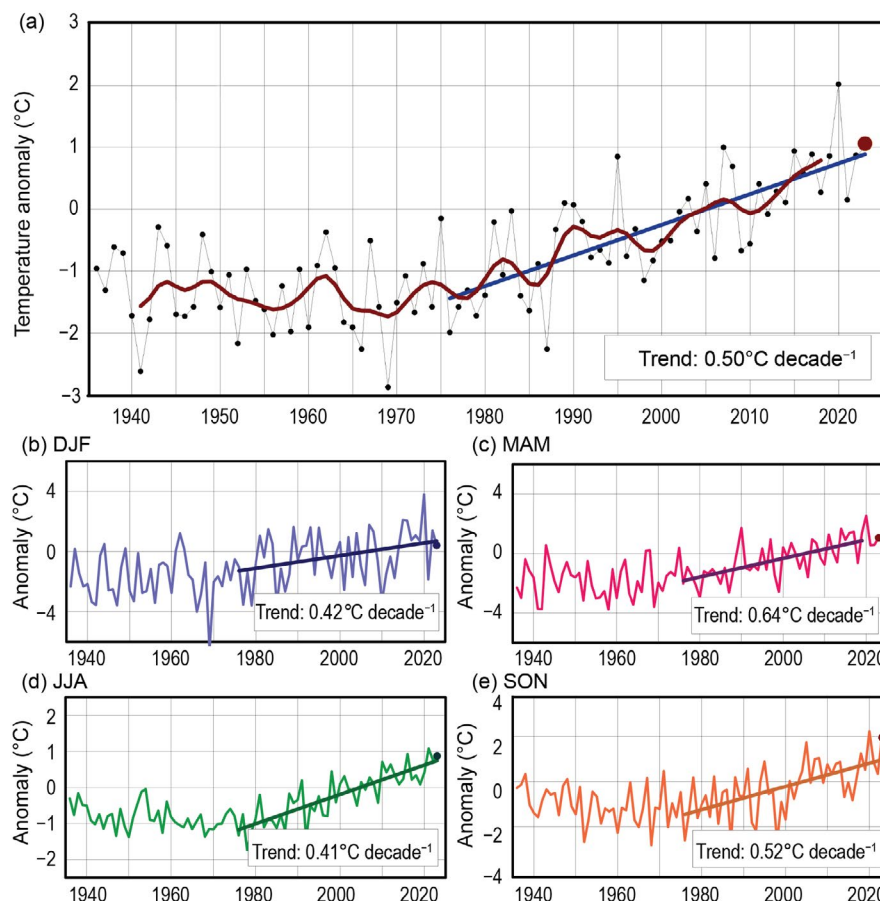 (a)
Temperature anomaly (°C)
3
2
1
0
−1
−2
−3
Trend: 0.50°C decade⁻¹
1940 1950 1960 1970 1980 1990 2000 2010 2020
(b) DJF
Anomaly (°C)
4
0
−4
Trend: 0.42°C decade⁻¹
1940 1960 1980 2000 2020
(c) MAM
Anomaly (°C)
4
0
−4
Trend: 0.64°C decade⁻¹
1940 1960 1980 2000 2020
(d) JJA
Anomaly (°C)
2
1
0
−1
−2
Trend: 0.41°C decade⁻¹
1940 1960 1980 2000 2020
(e) SON
Anomaly (°C)
4
2
0
−2
−4
Trend: 0.52°C decade⁻¹
1940 1960 1980 2000 2020